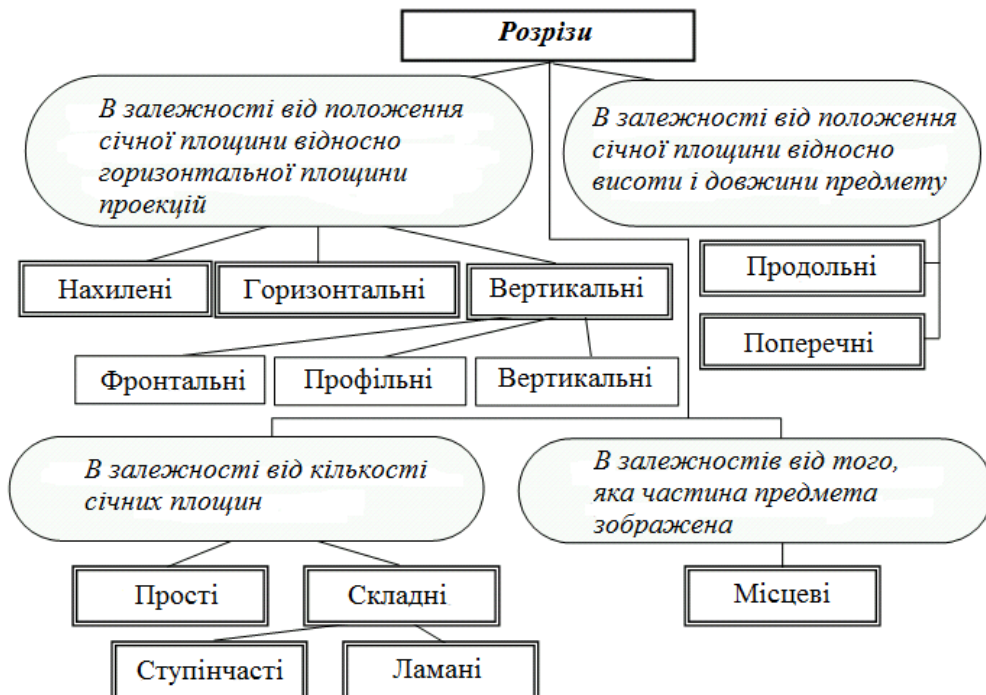 Розрізи
В залежності від положення
січної площини відносно
горизонтальної площини
проекцій
В залежності від положення
січної площини відносно
висоти і довжини предмету
Нахилені
Горизонтальні
Вертикальні
Продольні
Поперечні
Фронтальні
Профільні
Вертикальні
В залежності від кількості
січних площин
В залежностів від того,
яка частина предмета
зображена
Прості
Складні
Місцеві
Ступінчасті
Ламані